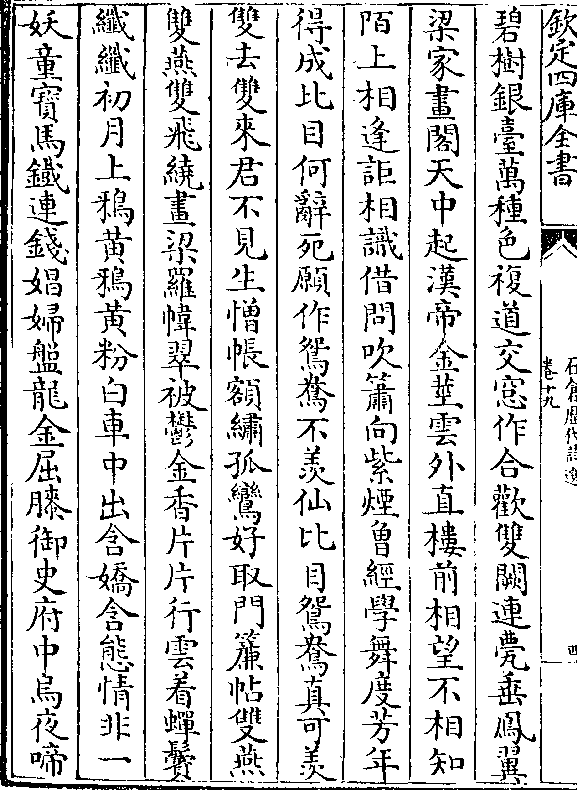 欽定四庫全書
石倉歷代詩選
卷十九
碧樹銀臺萬種色複道交窓作合歡雙闕連甍垂鳳翼
梁家畫閣天中起漢帝金莖雲外直樓前相望不相知
陌上相逢詎相識借問吹簫向紫煙曾經學舞度芳年
得成比目何辭死願作鴛鴦不羡仙比目鴛鴦真可羡
雙去雙來君不見生憎帳額繡孤鸞好取門簾帖雙燕
雙燕雙飛繞畫梁羅幃翠被鬱金香片片行雲着蟬鬢
纖纖初月上鴉黄鴉黄粉白車中出含嬌含態情非一
妖童寶馬鐡連錢娼婦盤龍金屈膝御史府中烏夜啼